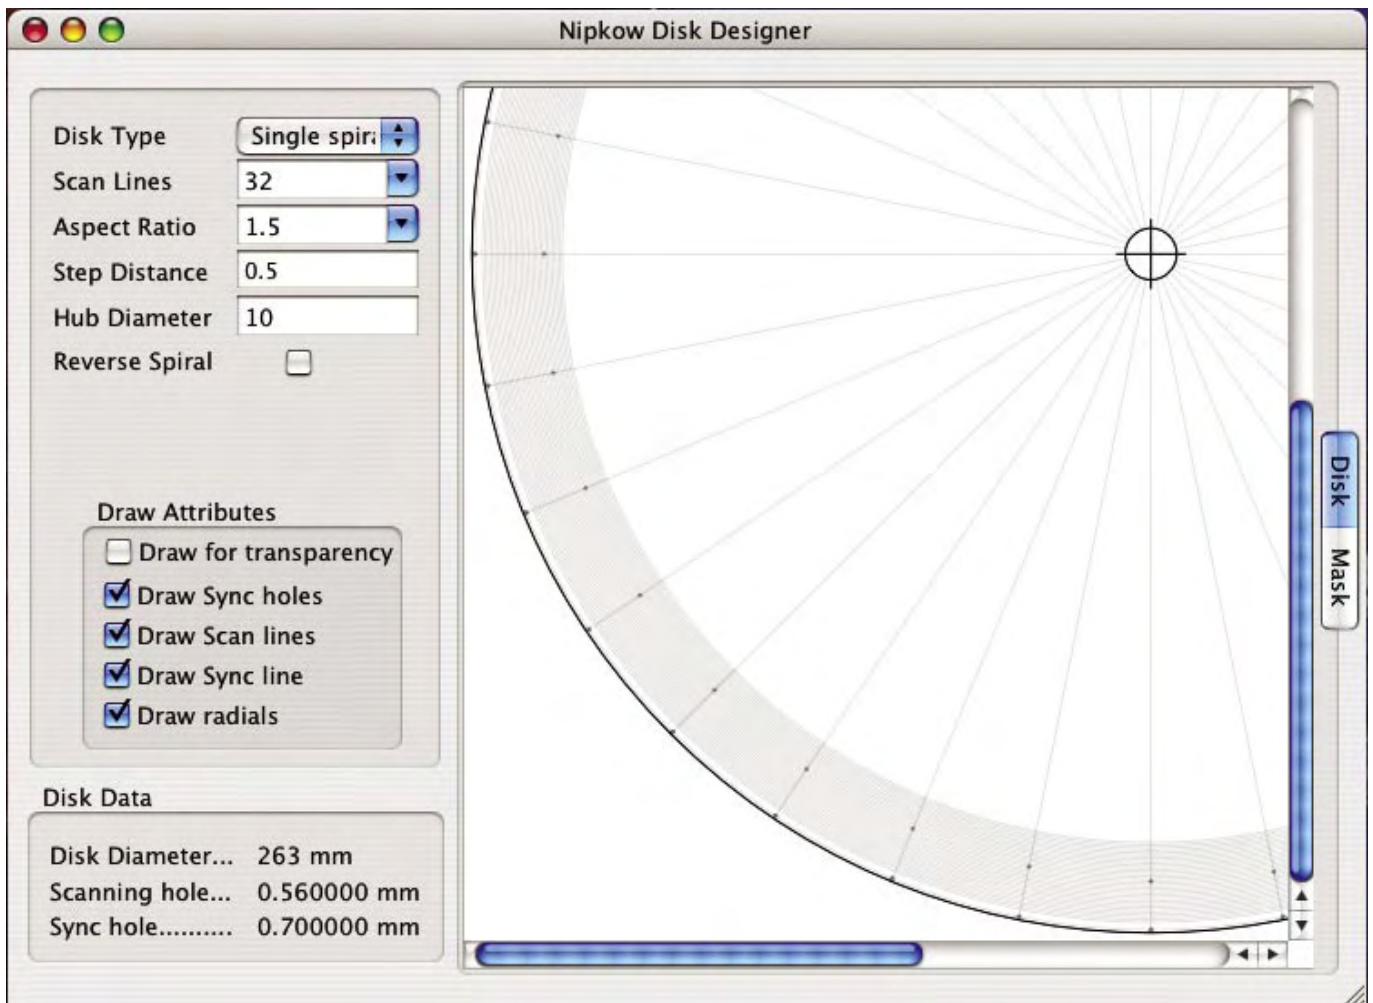 Nipkow Disk Designer
Disk Type Single spira
Scan Lines 32
Aspect Ratio 1.5
Step Distance 0.5
Hub Diameter 10
Reverse Spiral
Draw Attributes
Draw for transparency
Draw Sync holes
Draw Scan lines
Draw Sync line
Draw radials
Disk Data
Disk Diameter... 263 mm
Scanning hole... 0.560000 mm
Sync hole.......... 0.700000 mm
Disk
Mask